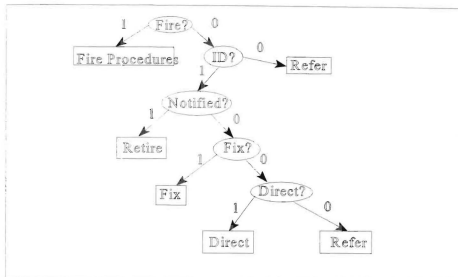 Fire?
1 0
Fire Procedures
ID?
0
Refer
1
Notified?
1 0
Retire
Fix?
1 0
Fix
Direct?
1 0
Direct
Refer